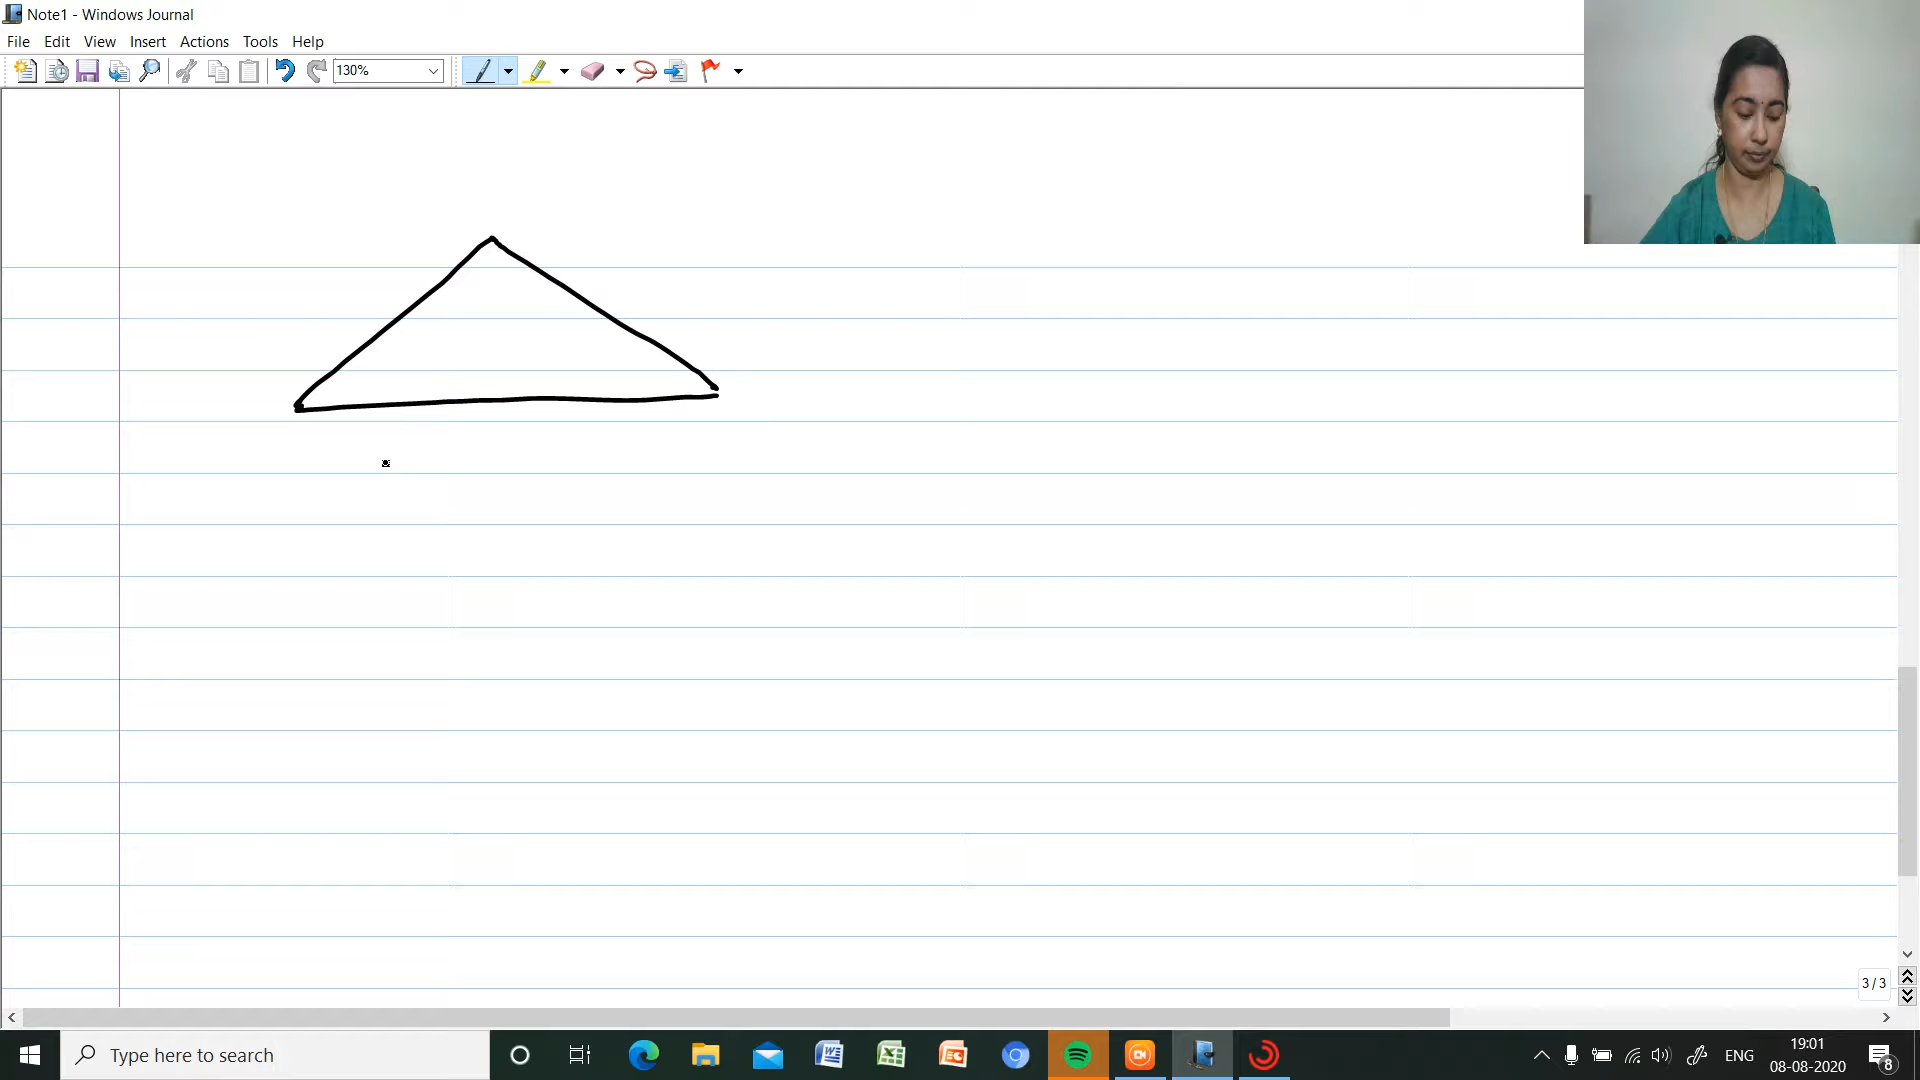 Note1 - Windows Journal
File Edit View Insert Actions Tools Help
130%
3 / 3
Type here to search
ENG
19:01
08-08-2020
8